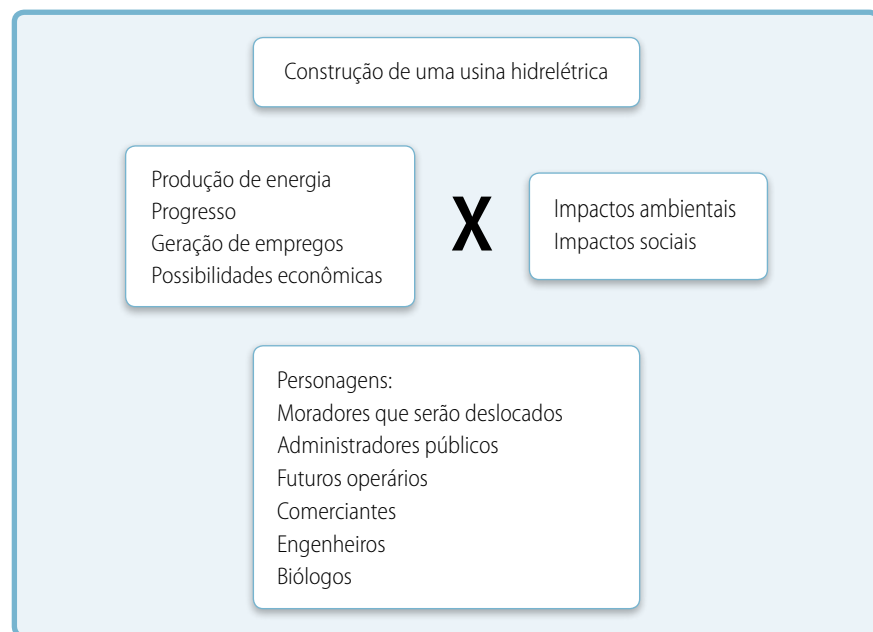 Construção de uma usina hidrelétrica
Produção de energia
Progresso
Geração de empregos
Possibilidades econômicas
X
Impactos ambientais
Impactos sociais
Personagens:
Moradores que serão deslocados
Administradores públicos
Futuros operários
Comerciantes
Engenheiros
Biólogos